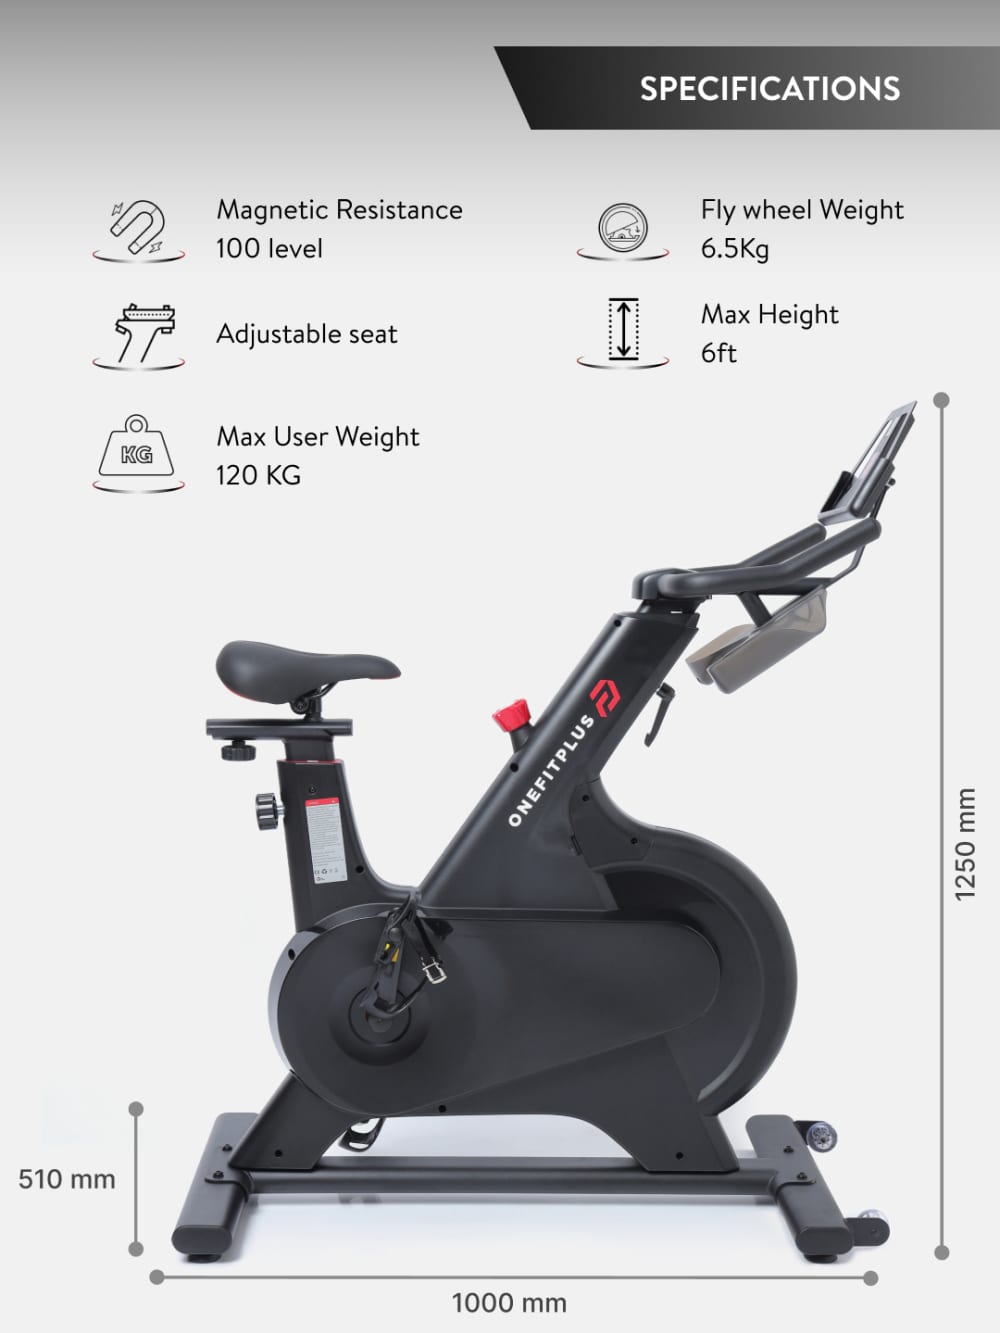 SPECIFICATIONS
Magnetic Resistance
100 level
Fly wheel Weight
6.5Kg
Adjustable seat
Max Height
6ft
KG
Max User Weight
120 KG
ONEFITPLUS
1250 mm
510 mm
1000 mm